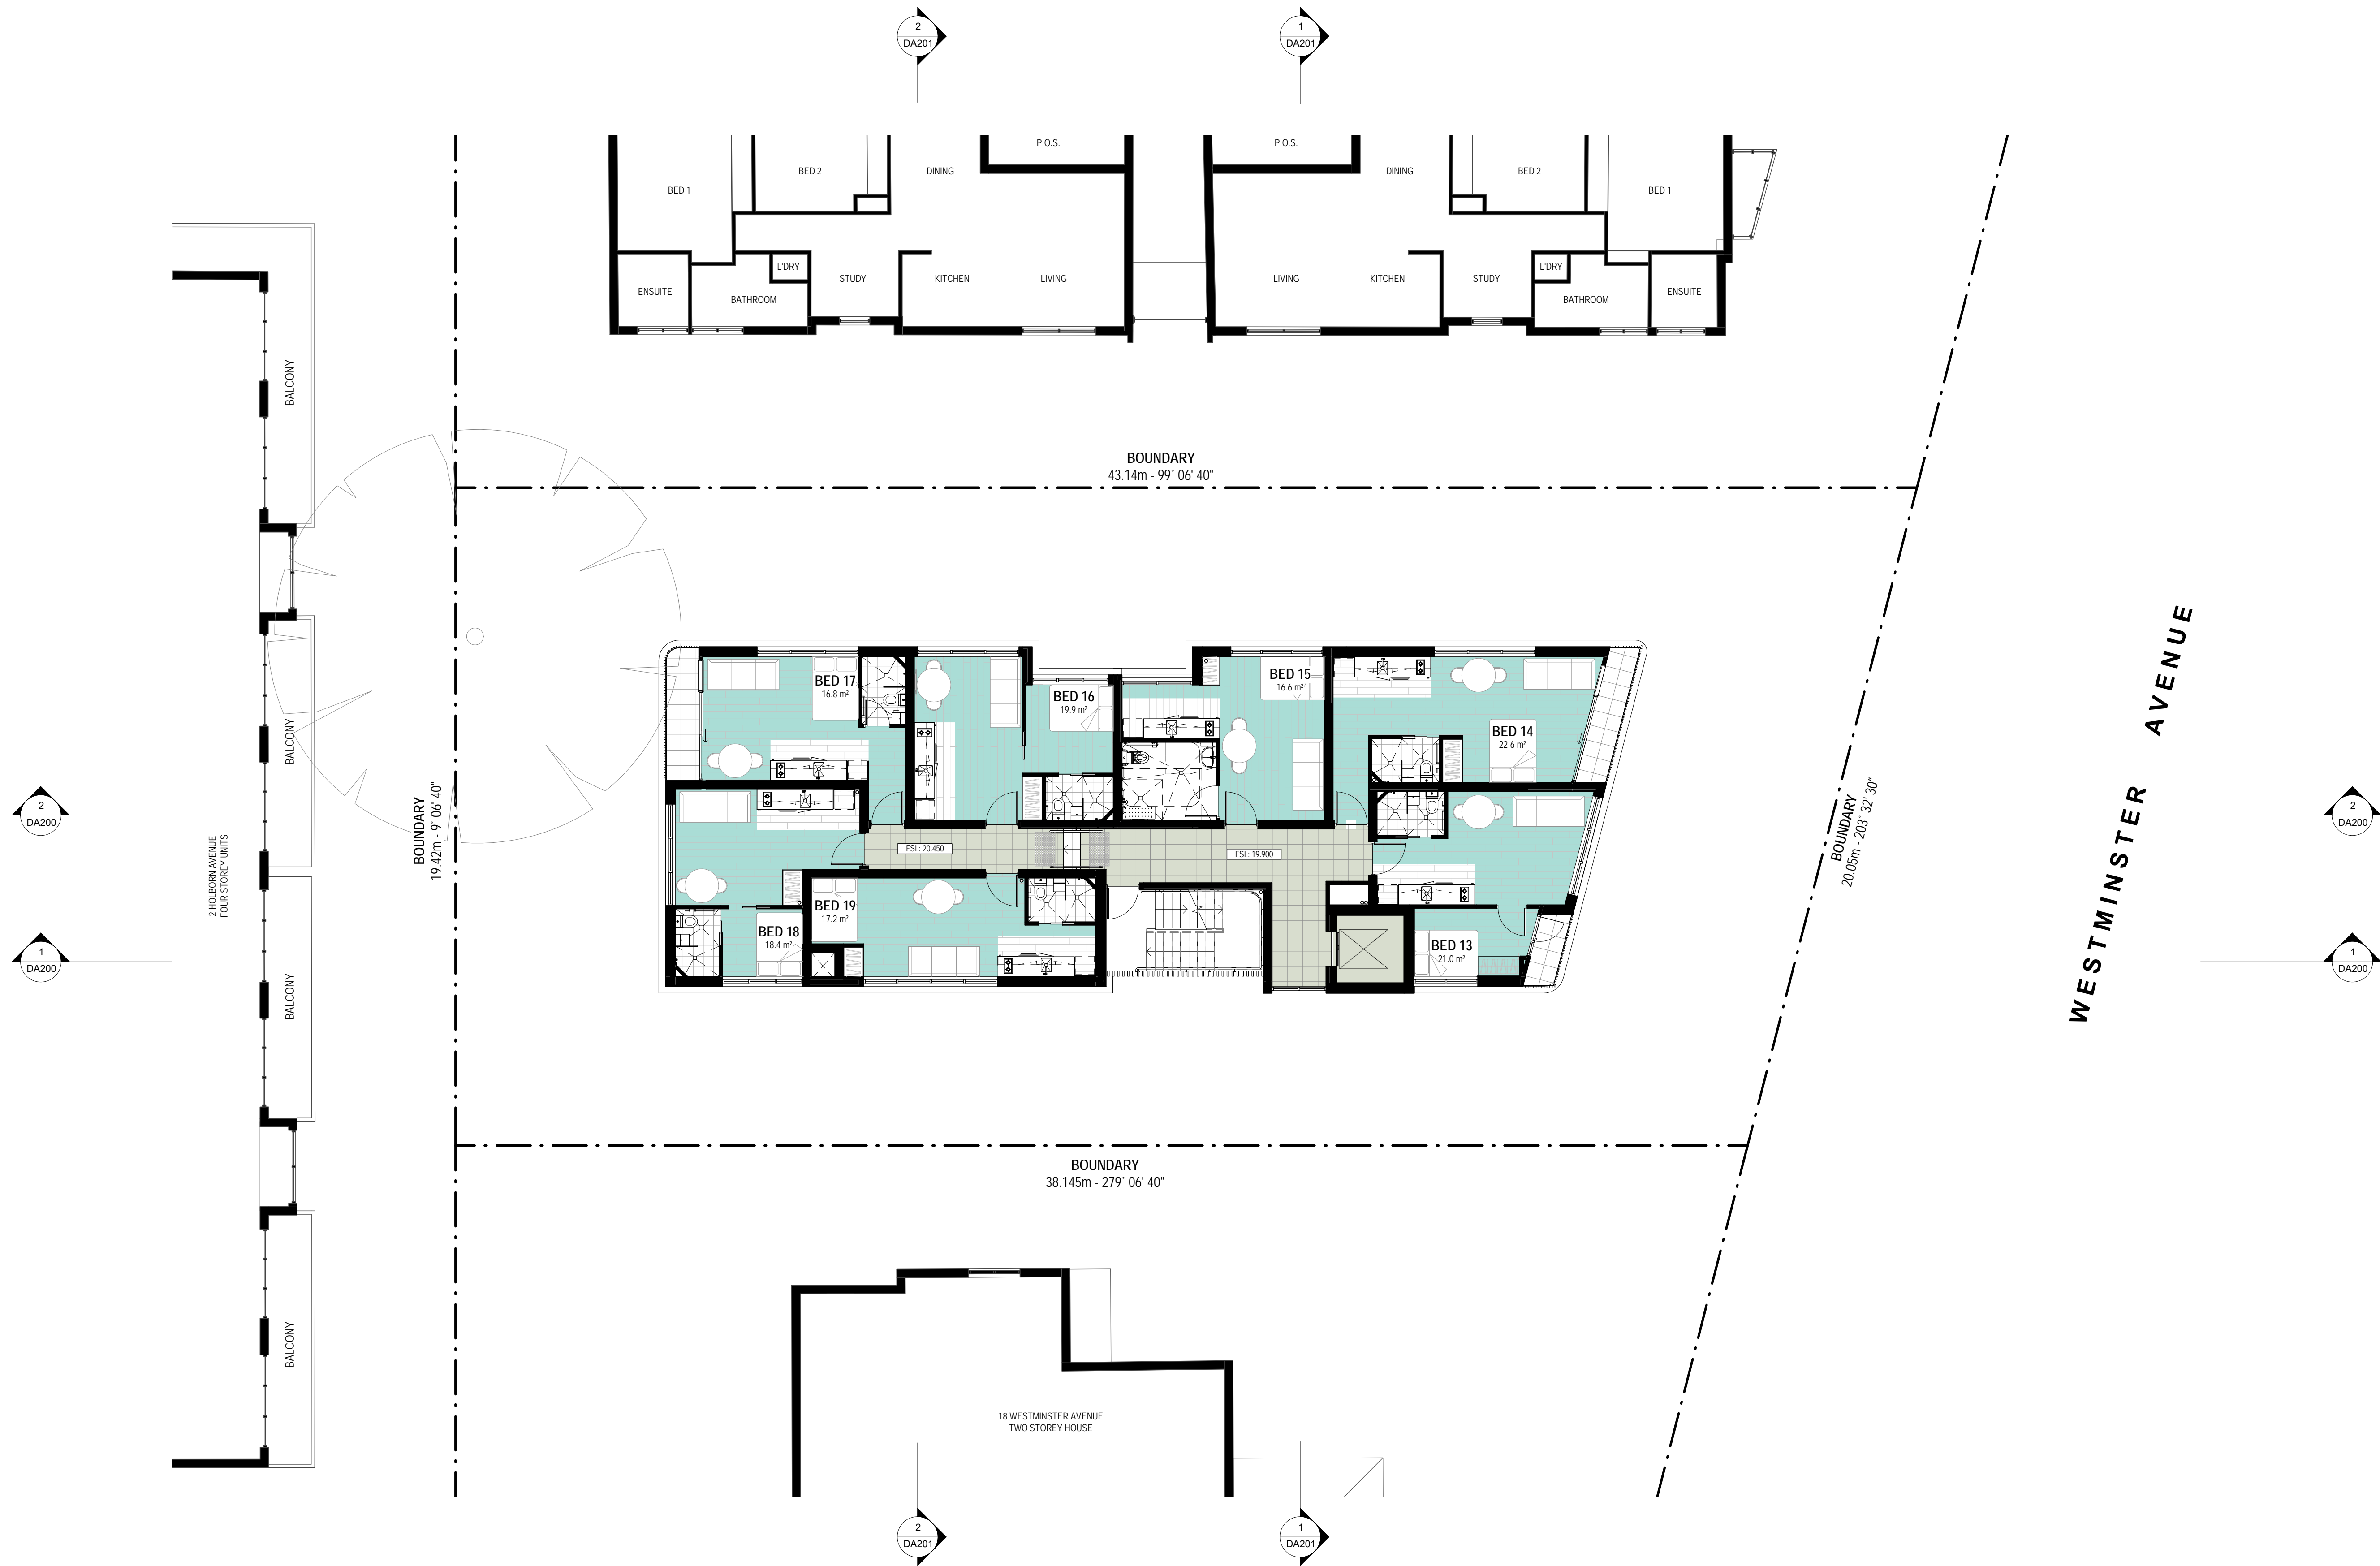 2
DA201
1
DA201
P.O.S.
P.O.S.
BED 1
BED 2
DINING
DINING
BED 2
BED 1
L'DRY
STUDY
KITCHEN
LIVING
LIVING
KITCHEN
STUDY
L'DRY
ENSUITE
BATHROOM
BATHROOM
ENSUITE
BALCONY
BOUNDARY
43.14m - 99° 06' 40"
BALCONY
BED 17
16.8 m²
BED 16
19.9 m²
BED 15
16.6 m²
BED 14
22.6 m²
WESTMINSTER AVENUE
2
DA200
2
DA200
2 HOLBORN AVENUE
FOUR STOREY UNITS
BOUNDARY
19.42m - 9° 06' 40"
FSL: 20.450
FSL: 19.900
BOUNDARY
20.05m - 203° 32' 30"
BED 19
17.2 m²
BED 18
18.4 m²
BED 13
21.0 m²
1
DA200
1
DA200
BALCONY
BOUNDARY
38.145m - 279° 06' 40"
BALCONY
18 WESTMINSTER AVENUE
TWO STOREY HOUSE
2
DA201
1
DA201